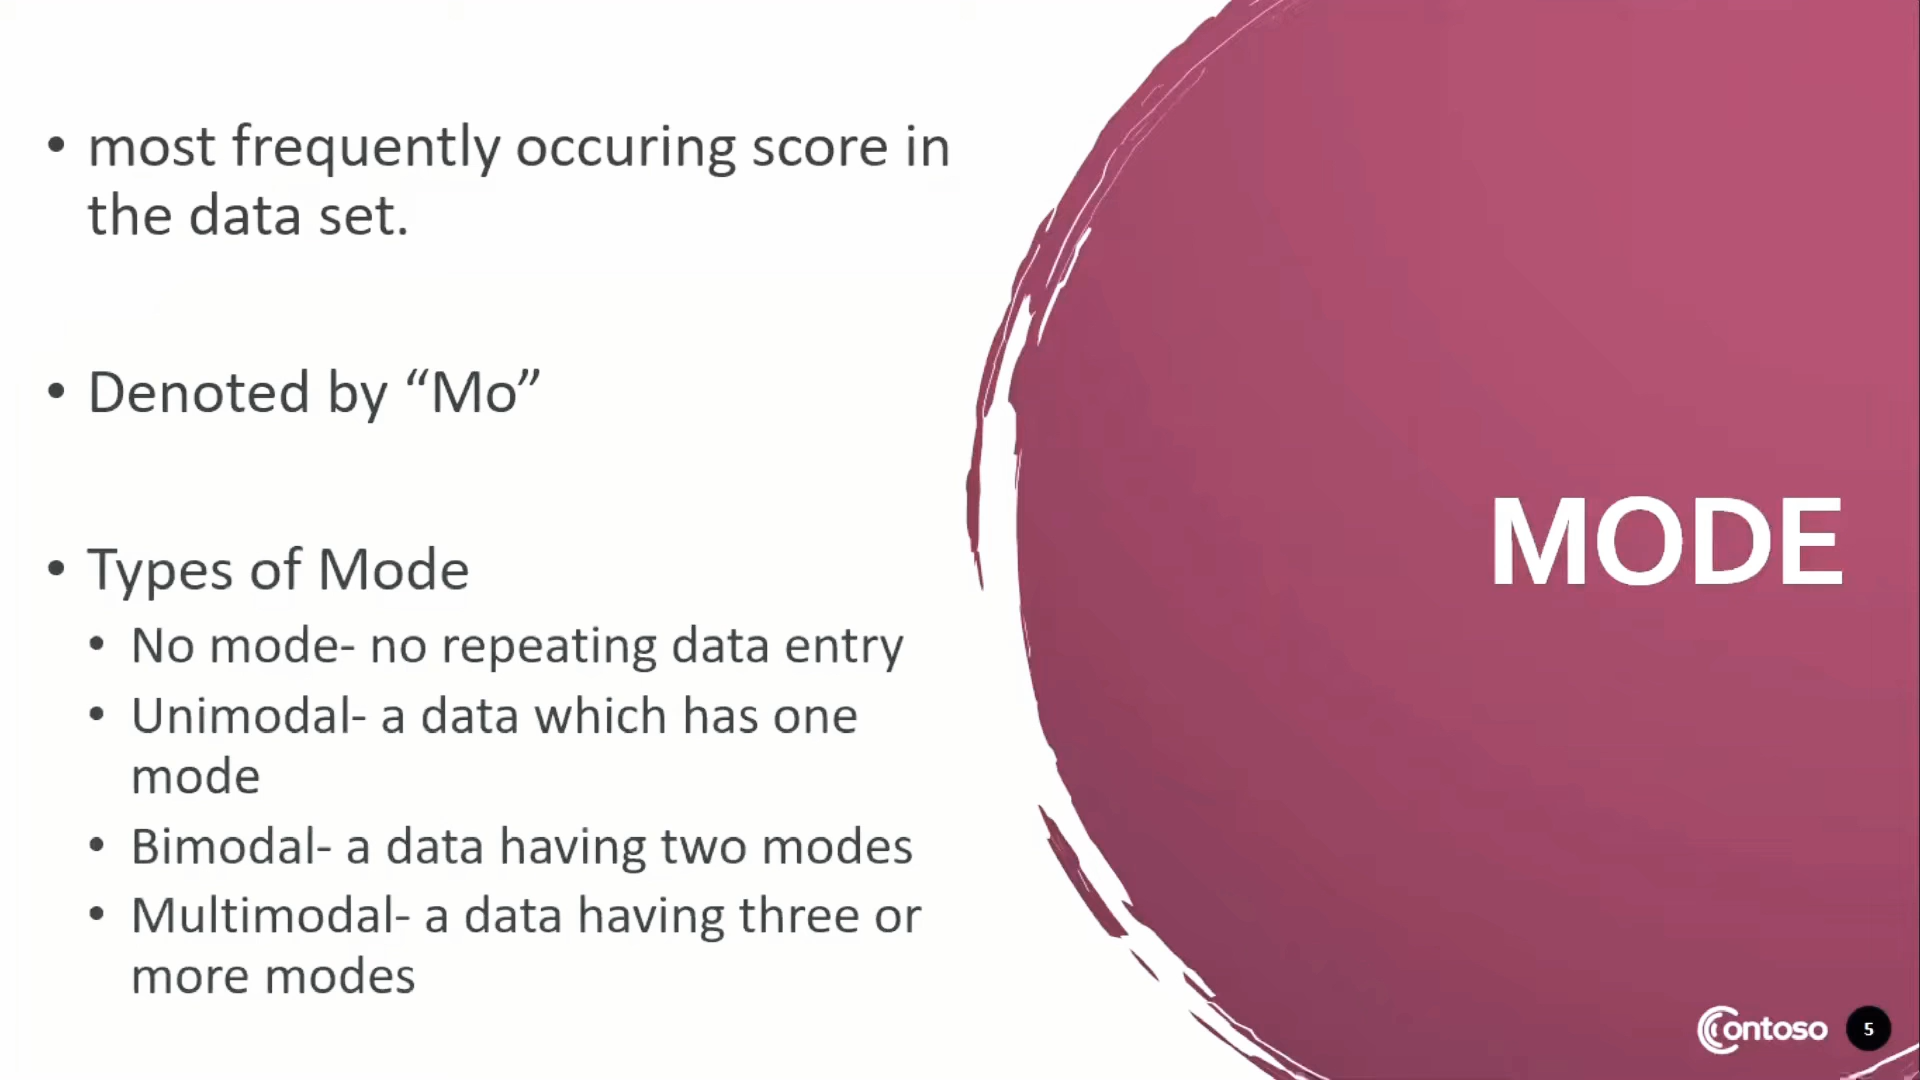 • most frequently occuring score in
the data set.
• Denoted by “Mo”
• Types of Mode
• No mode- no repeating data entry
• Unimodal- a data which has one
mode
• Bimodal- a data having two modes
• Multimodal- a data having three or
more modes
MODE
Contoso
5